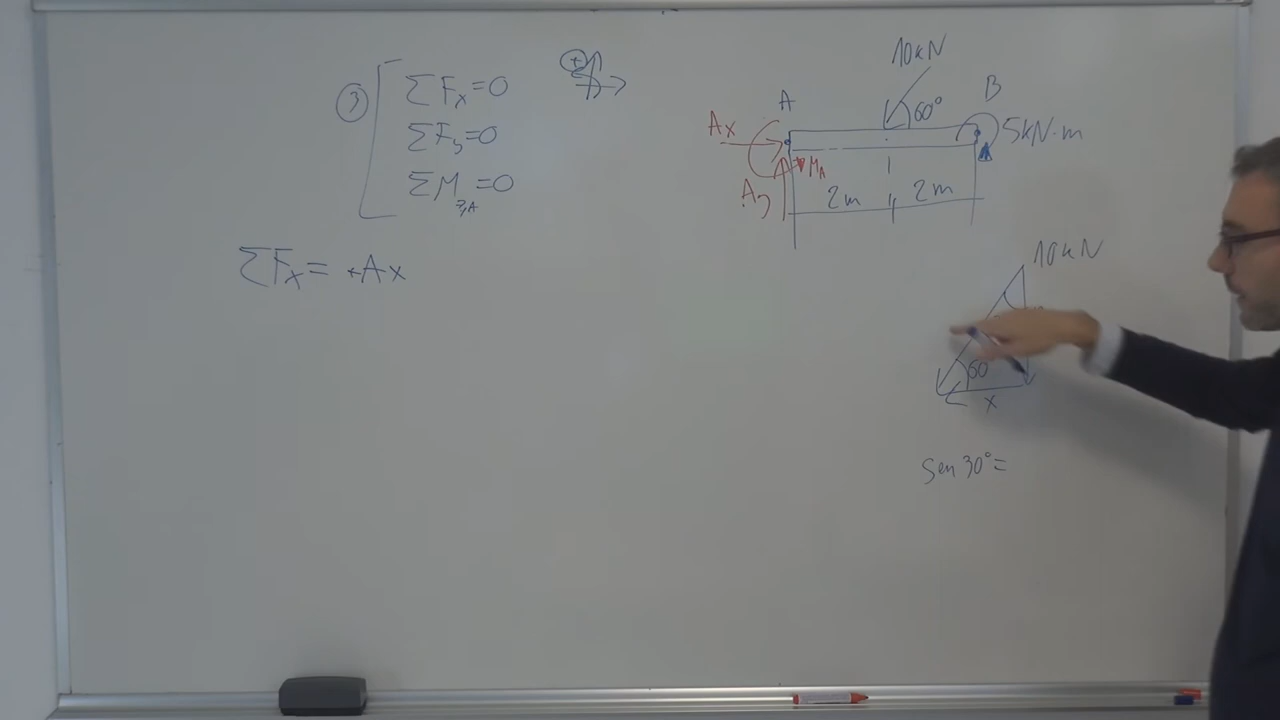 ③
ΣFx=0
ΣFy=0
ΣMz,A=0
+
ΣFx= +Ax
10kN
60°
A
B
Ax
5kN·m
MA
Ay
2m
2m
10kN
60
x
Sen 30°=